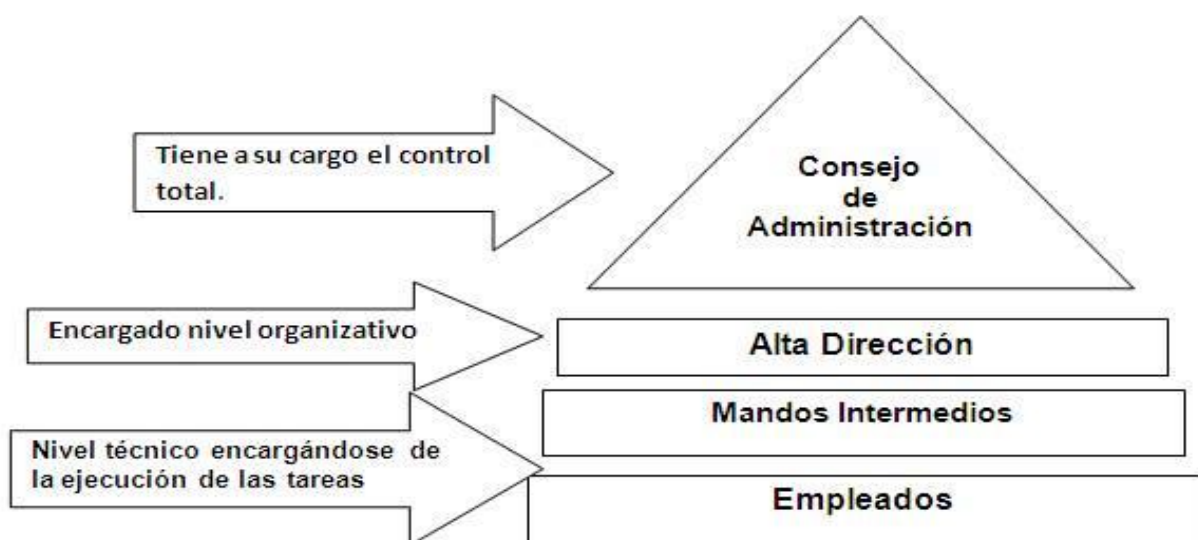 Tiene a su cargo el control
total.
Consejo
de
Administración
Encargado nivel organizativo
Alta Dirección
Mandos Intermedios
Nivel técnico encargándose de
la ejecución de las tareas
Empleados